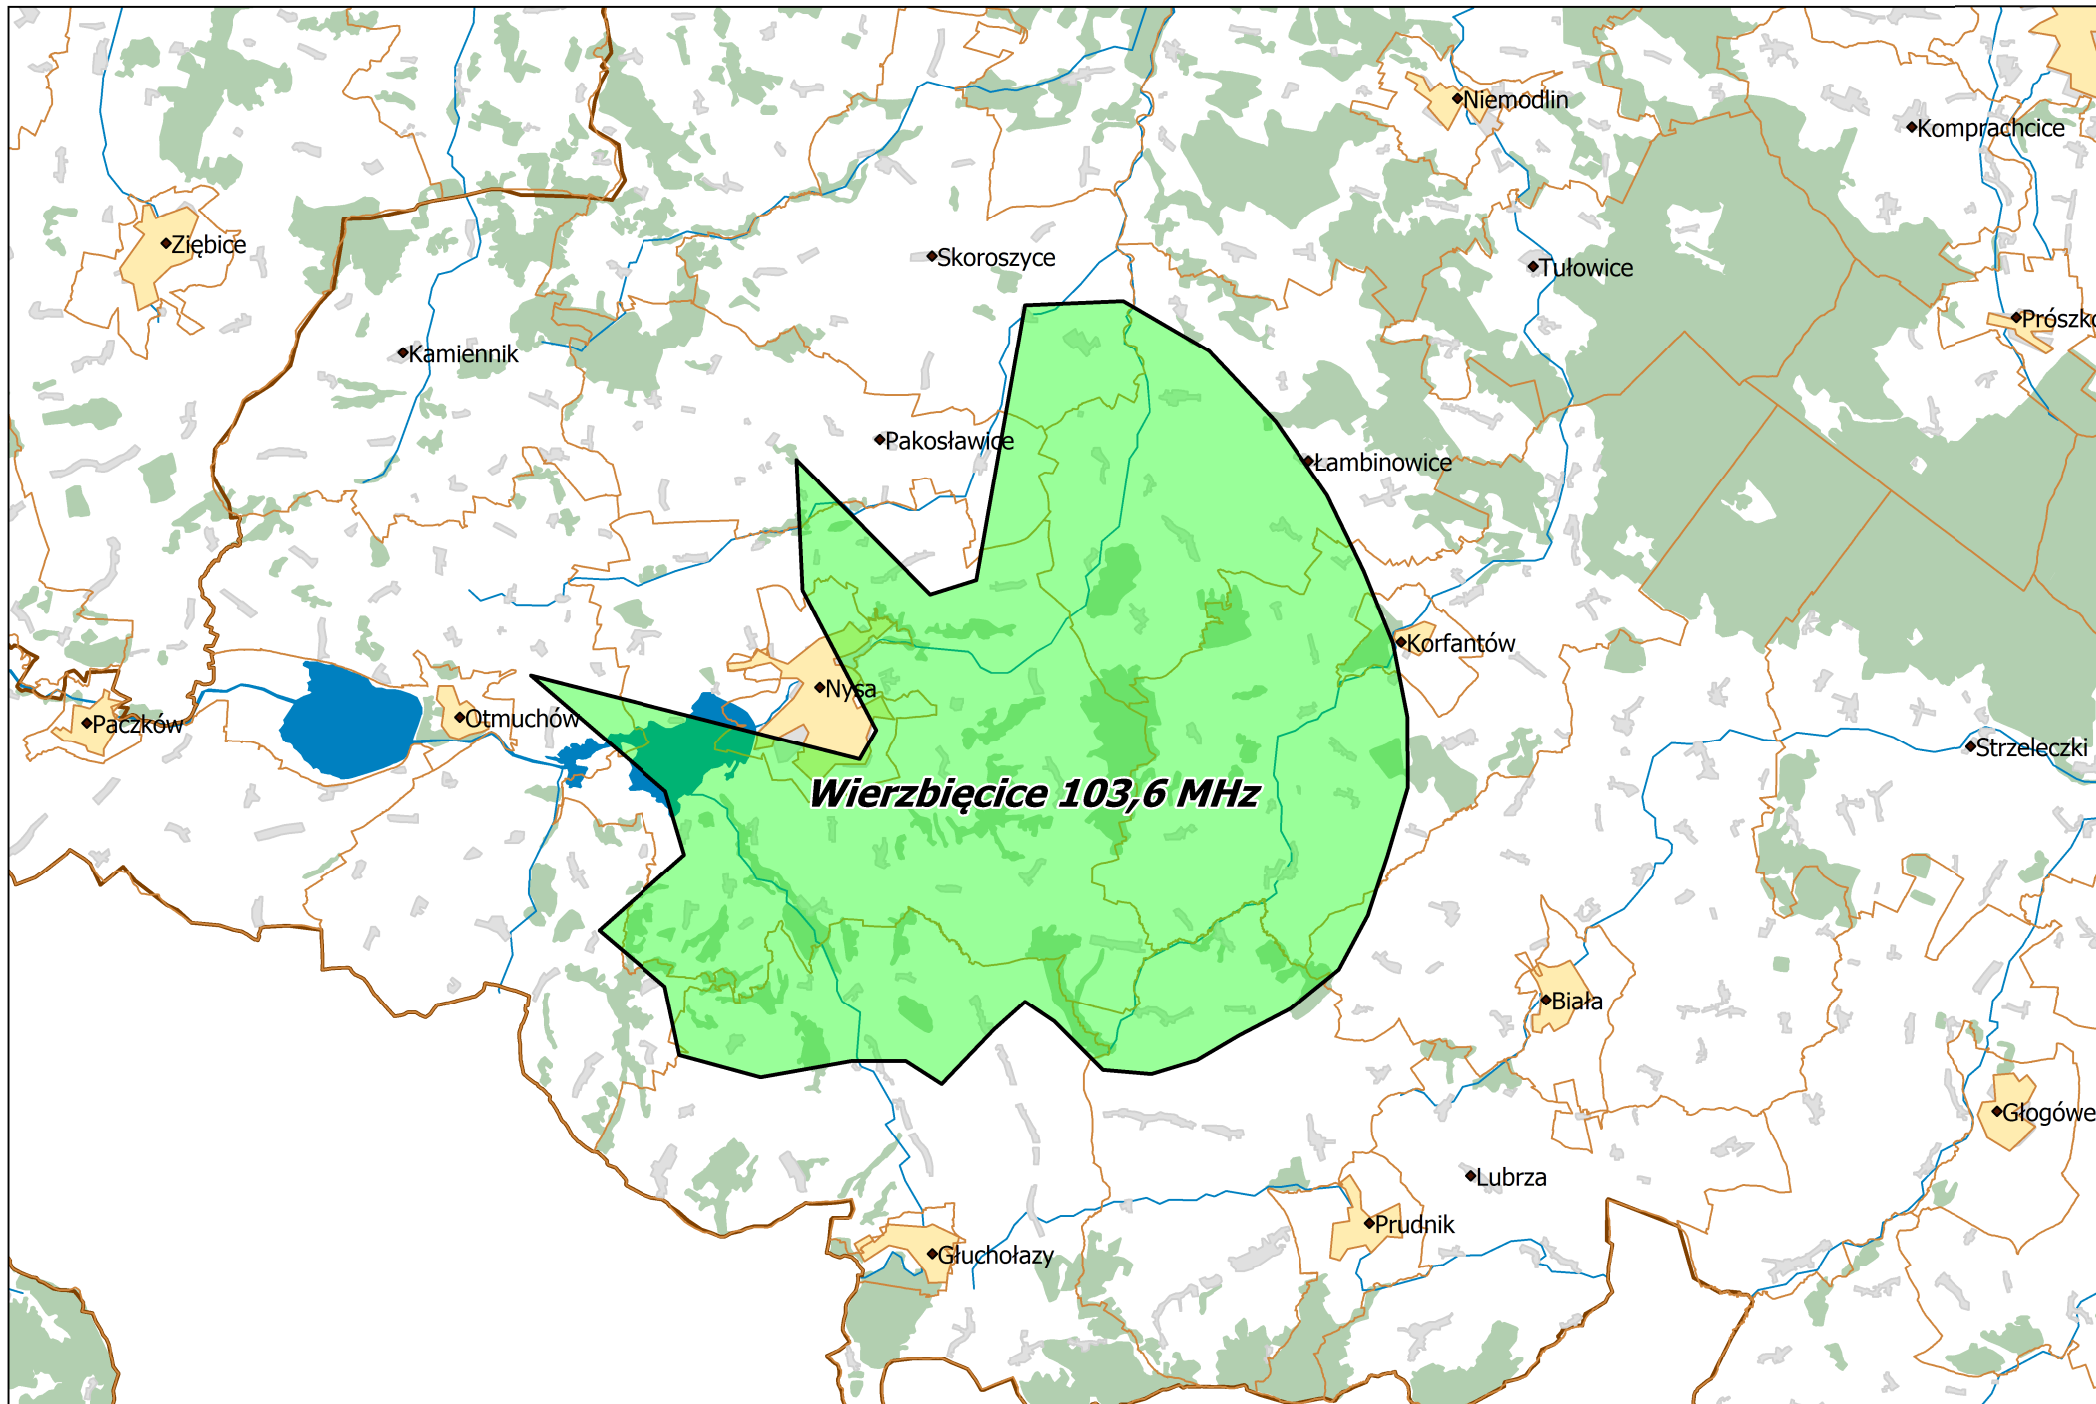 Niemodlin
Komprachcice
Ziębice
Skoroszyce
Tułowice
Prószko
Kamiennik
Pakosławice
Łambinowice
Korfantów
Nysa
Otmuchów
Paczków
Strzeleczki
Wierzbięcice 103,6 MHz
Biała
Głogówe
Lubrza
Prudnik
Głuchołazy